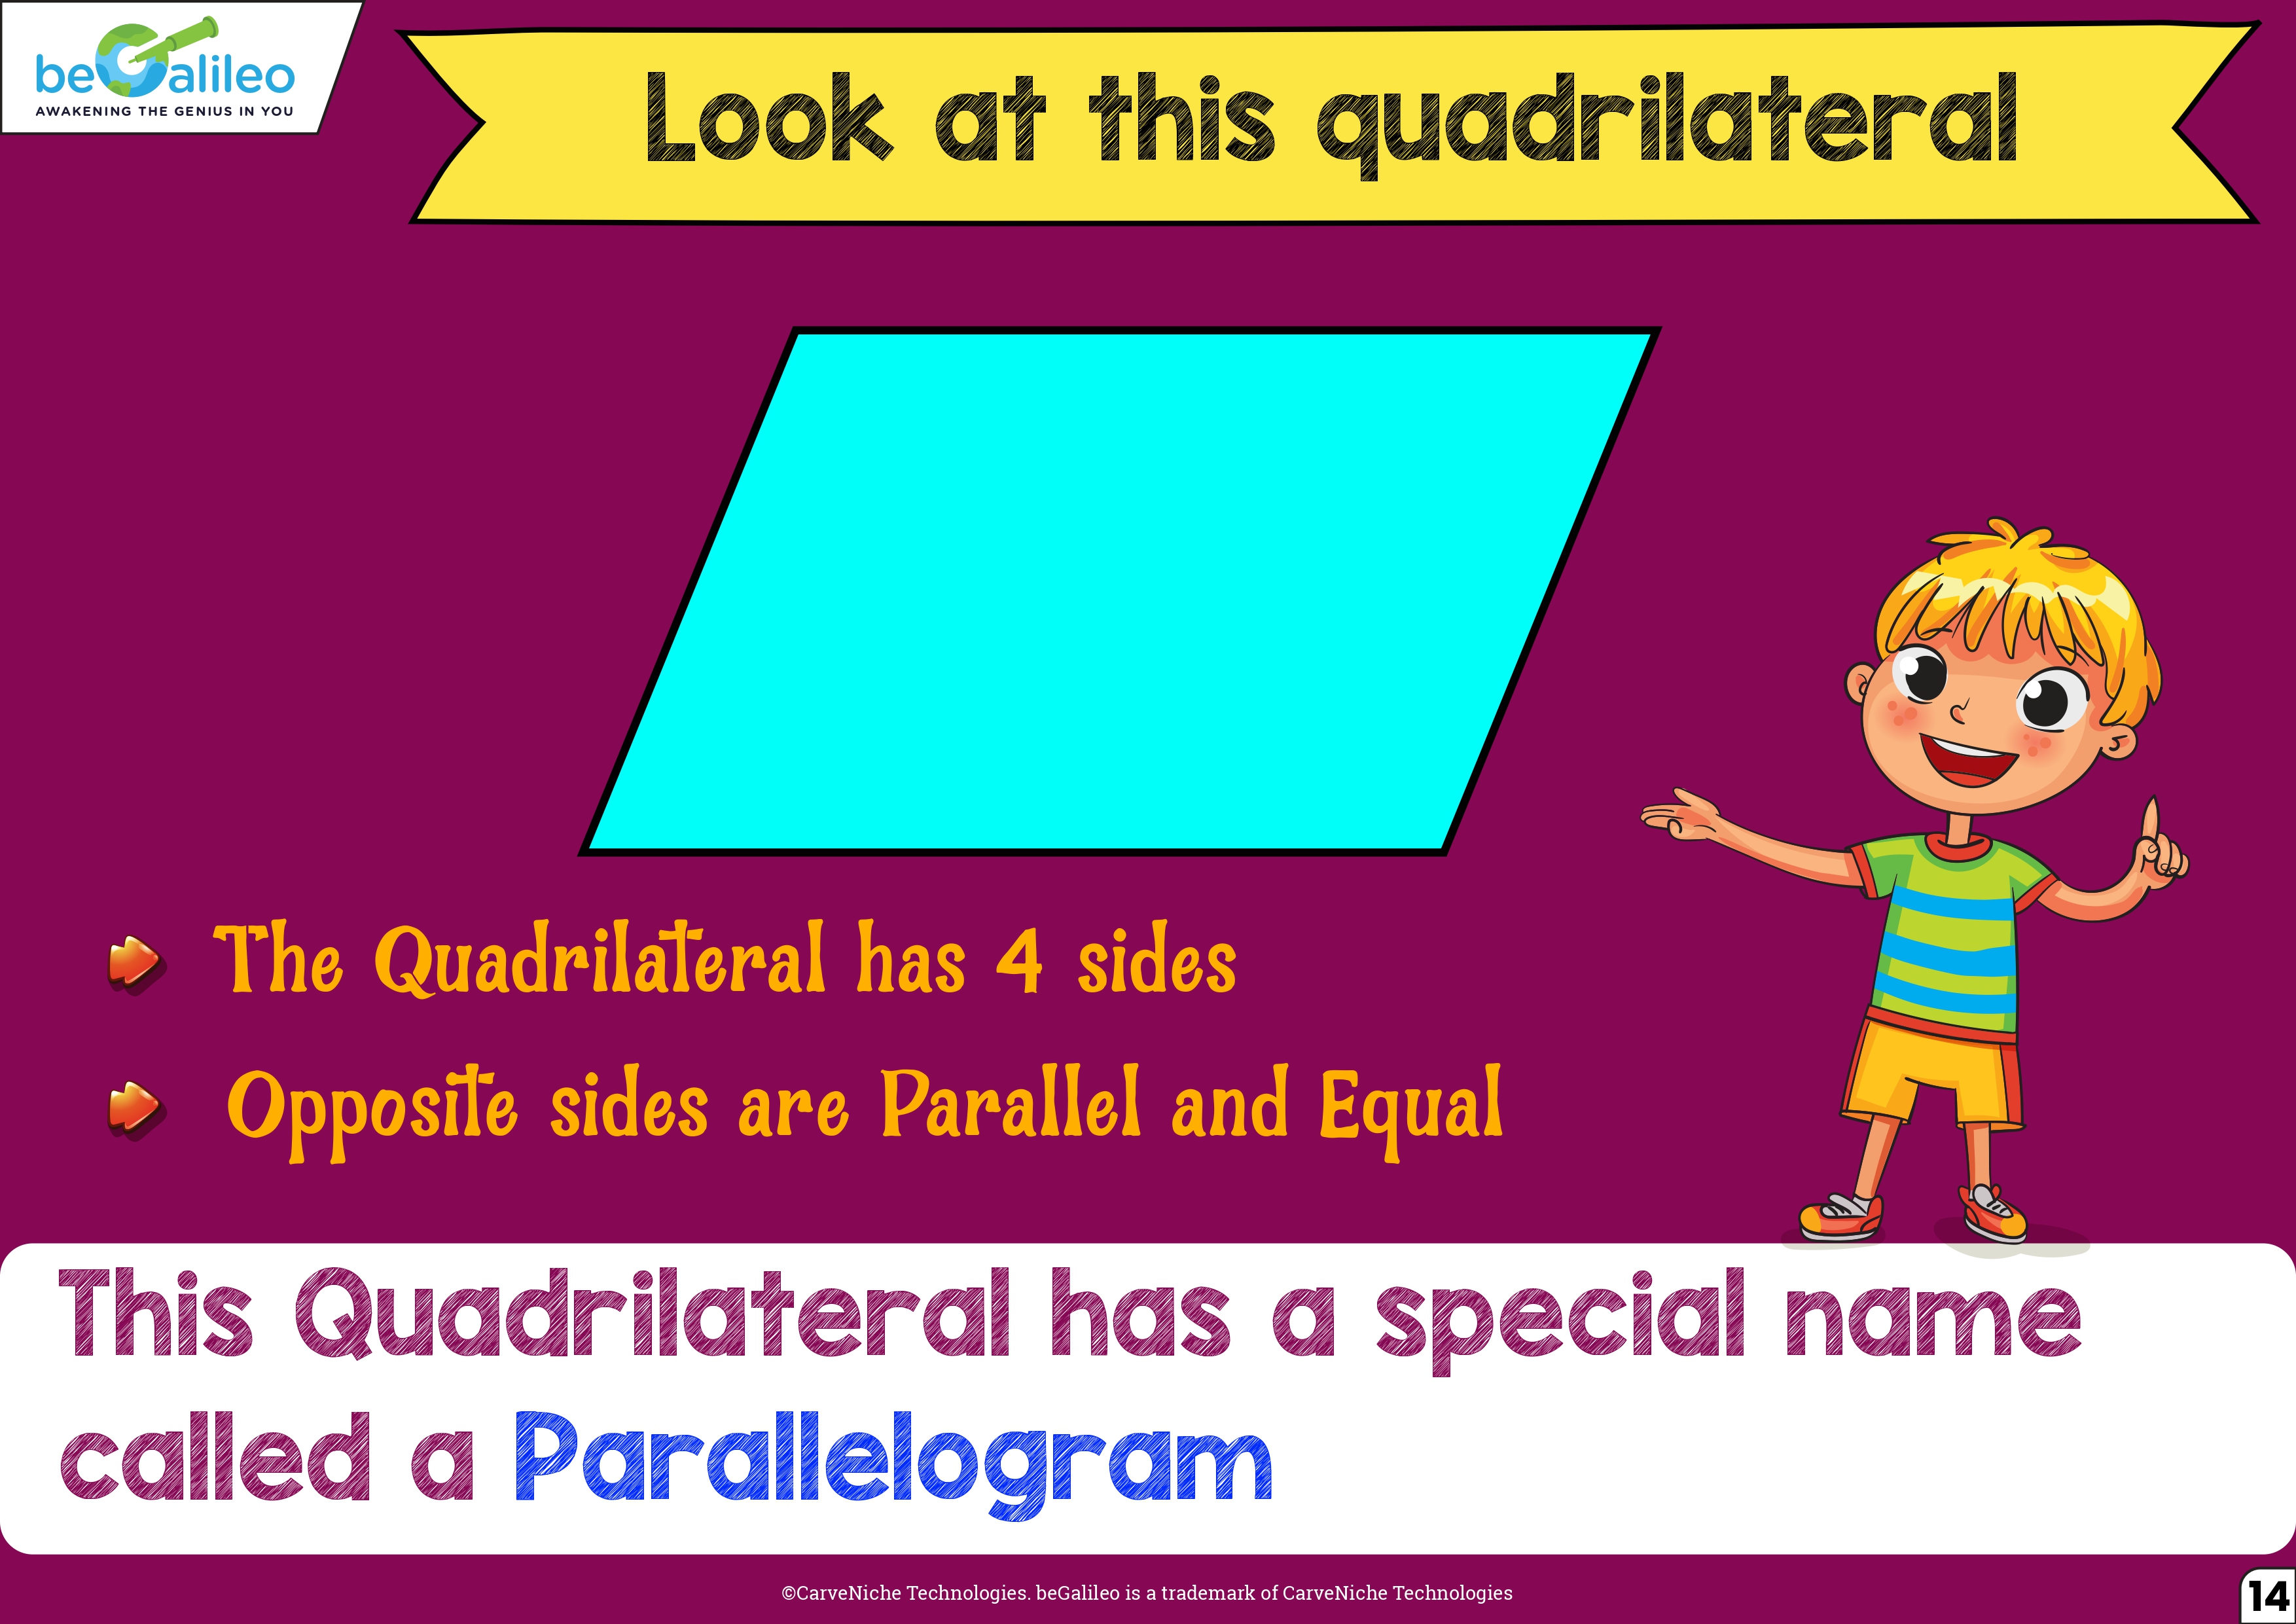 beGalileo
AWAKENING THE GENIUS IN YOU
Look at this quadrilateral
The Quadrilateral has 4 sides
Opposite sides are Parallel and Equal
This Quadrilateral has a special name
called a Parallelogram
©CarveNiche Technologies. beGalileo is a trademark of CarveNiche Technologies
14